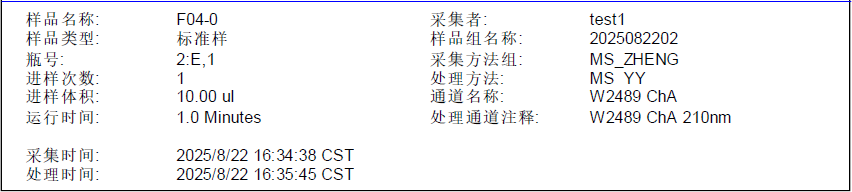 样品名称: F04-0 采集者: test1
样品类型: 标准样 样品组名称: 2025082202
瓶号: 2:E,1 采集方法组: MS_ZHENG
进样次数: 1 处理方法: MS_YY
进样体积: 10.00 ul 通道名称: W2489 ChA
运行时间: 1.0 Minutes 处理通道注释: W2489 ChA 210nm
采集时间: 2025/8/22 16:34:38 CST
处理时间: 2025/8/22 16:35:45 CST